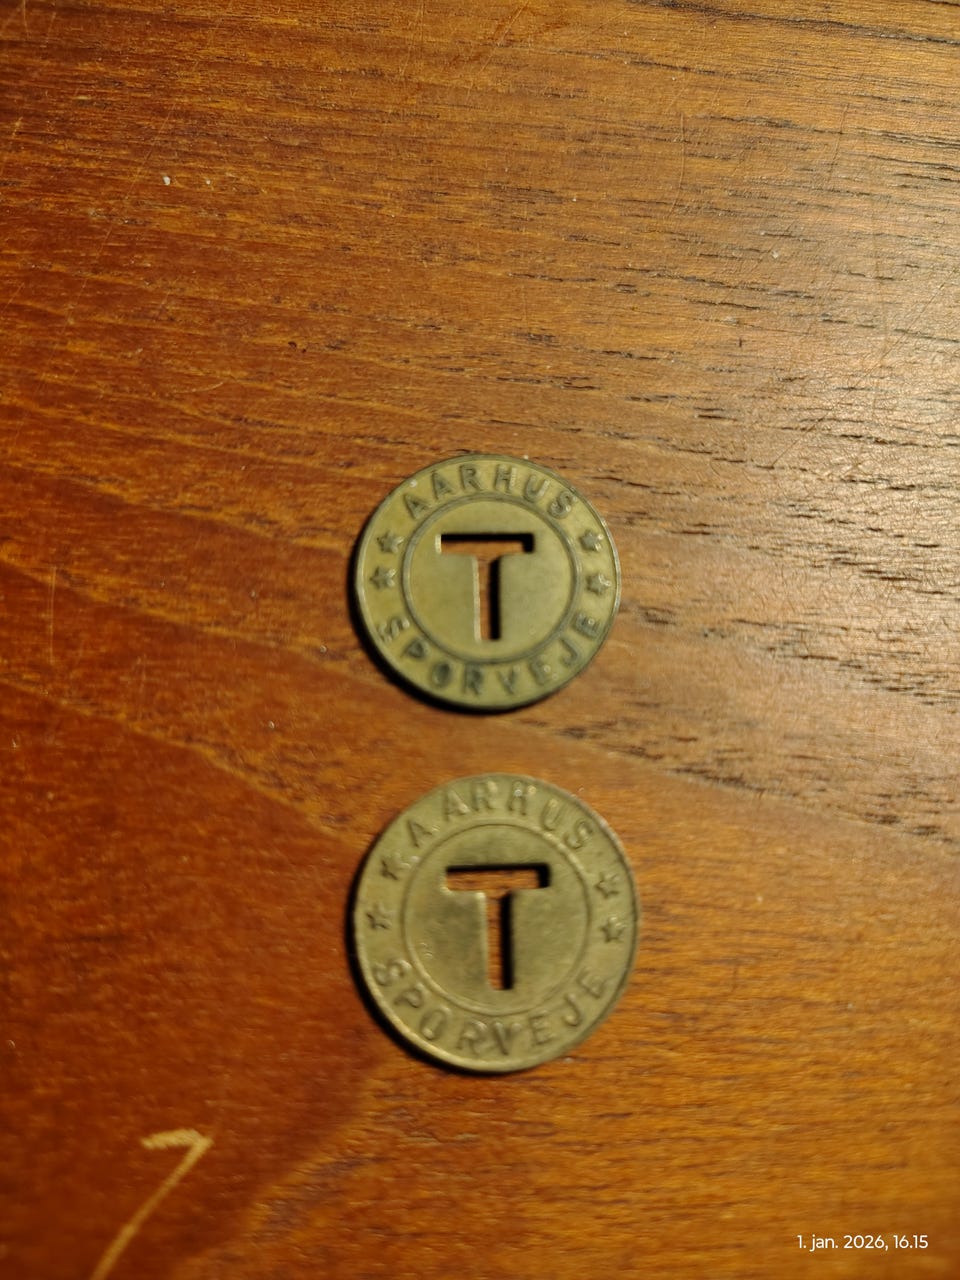 AARHUS
T
SPORVEJE
AARHUS
T
SPORVEJE
1. jan. 2026, 16.15